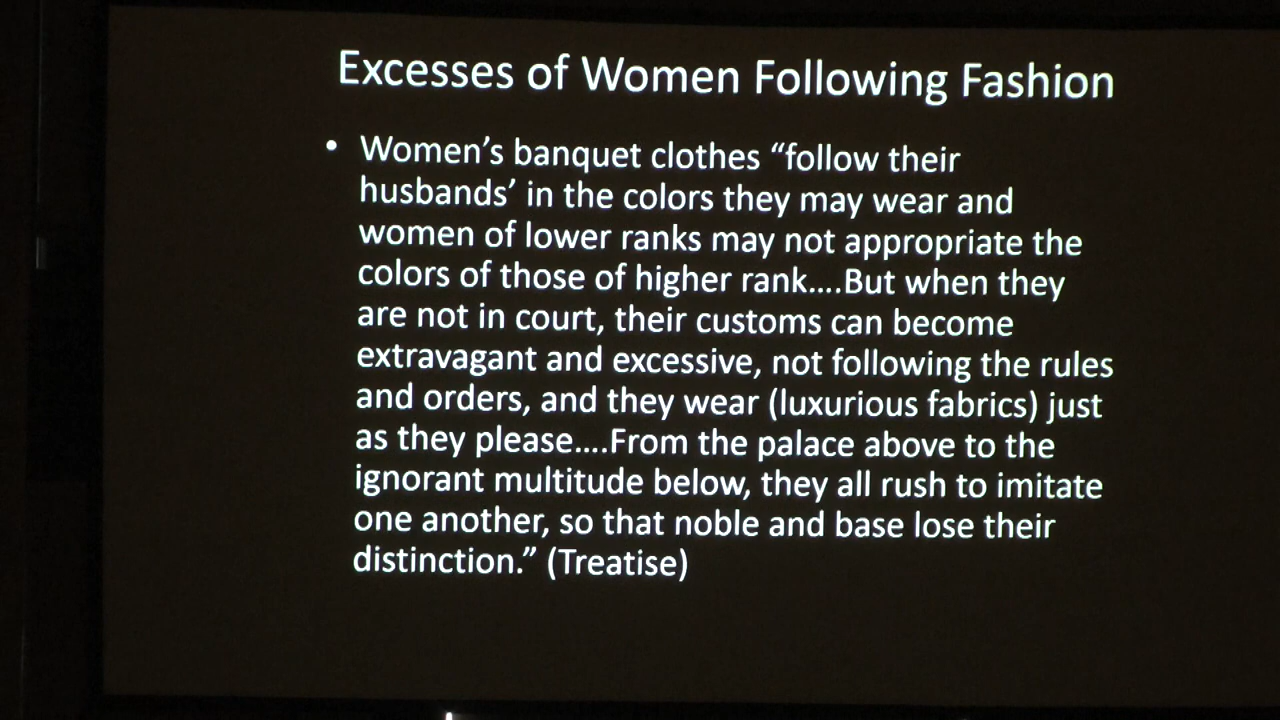 Excesses of Women Following Fashion
• Women’s banquet clothes “follow their
husbands’ in the colors they may wear and
women of lower ranks may not appropriate the
colors of those of higher rank….But when they
are not in court, their customs can become
extravagant and excessive, not following the rules
and orders, and they wear (luxurious fabrics) just
as they please….From the palace above to the
ignorant multitude below, they all rush to imitate
one another, so that noble and base lose their
distinction.” (Treatise)